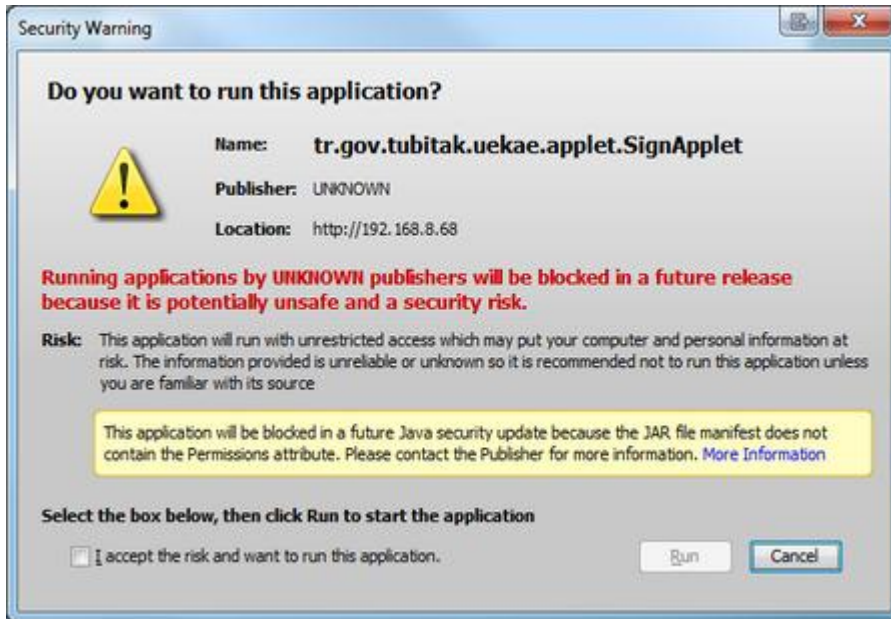 Security Warning
Do you want to run this application?
Name: tr.gov.tubitak.uekae.applet.SignApplet
Publisher: UNKNOWN
Location: http://192.168.8.68
Running applications by UNKNOWN publishers will be blocked in a future release
because it is potentially unsafe and a security risk.
Risk: This application will run with unrestricted access which may put your computer and personal information at
risk. The information provided is unreliable or unknown so it is recommended not to run this application unless
you are familiar with its source
This application will be blocked in a future Java security update because the JAR file manifest does not
contain the Permissions attribute. Please contact the Publisher for more information. More Information
Select the box below, then click Run to start the application
I accept the risk and want to run this application.
Run Cancel